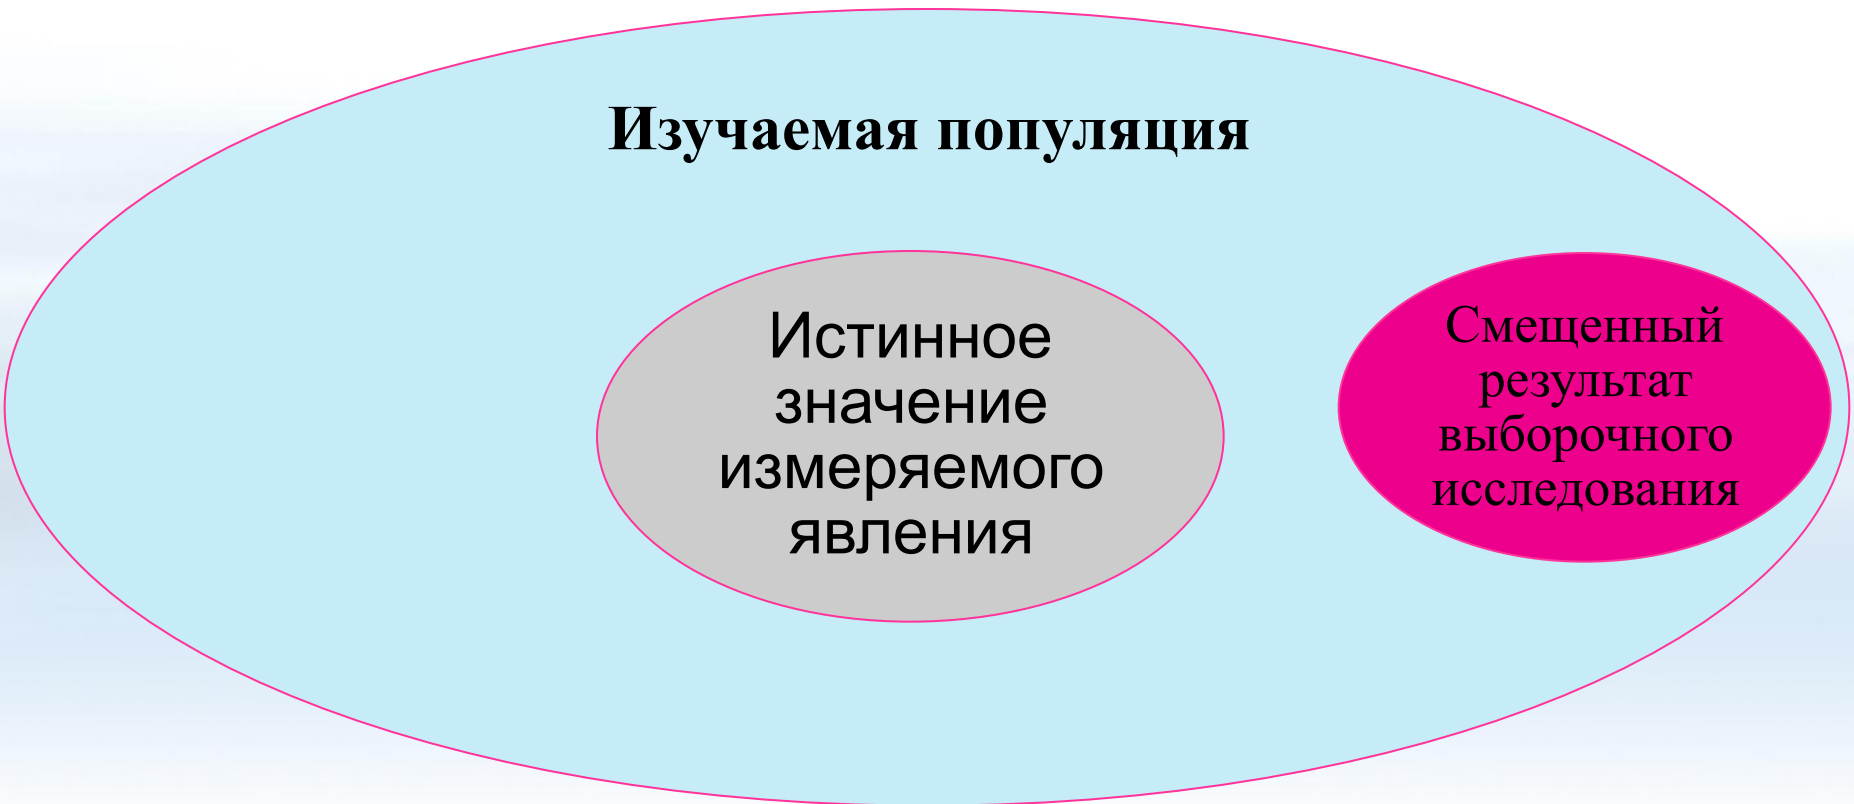 Изучаемая популяция
Истинное
значение
измеряемого
явления
Смещенный
результат
выборочного
исследования